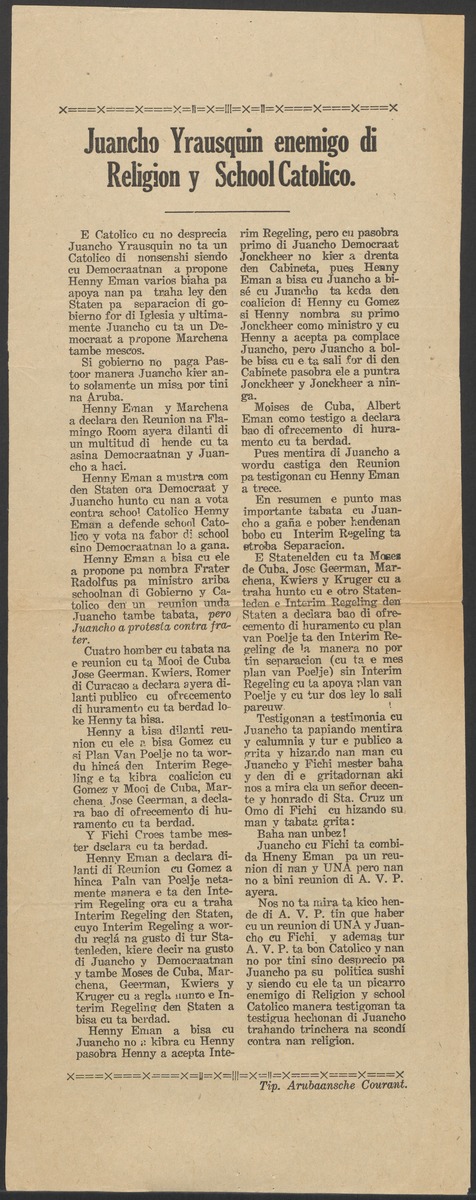 Juancho Yrausquin enemigo di
Religion y School Catolico.
E Catolico cu no desprecia
Juancho Yrausquin no ta un
Catolico di nonsenshi siendo
cu Democraatnan a propone
Henny Eman varios biaha pa
apoya nan pa traha ley den
Staten pa separacion di go-
bierno for di Iglesia y ultima-
mente Juancho cu ta un De-
mocraat a propone Marchena
tambe mescos.
Si gobierno no paga Pas-
toor manera Juancho kier an-
to solamente un misa por tini
na Aruba.
Henny Eman y Marchena
a declara den Reunion na Fla-
mingo Room ayera dilanti di
un multitud di hende cu ta
asina Democraatnan y Juan-
cho a haci.
Henny Eman a mustra com
den Staten ora Democraat y
Juancho hunto cu nan a vota
contra school Catolico Henny
Eman a defende school Cato-
lico y vota na fabor di school
sino Democraatnan lo a gana.
Henny Eman a bisa cu ele
a propone pa nombra Frater
Radolfus pa ministro ariba
schoolnan di Gobierno y Ca-
tolico den un reunion unda
Juancho tambe tabata, pero
Juancho a protesta contra fra-
ter.
Cuatro homber cu tabata na
e reunion cu ta Mooi de Cuba
Jose Geerman, Kwiers, Romer
di Curacao a declara ayera di-
lanti publico cu ofrecemento
di huramento cu ta berdad lo-
ke Henny ta bisa.
Henny a bisa dilanti reu-
nion cu ele a bisa Gomez cu
si Plan Van Poelje no ta wor-
du hincá den Interim Rege-
ling e ta kibra coalicion cu
Gomez y Mooi de Cuba, Mar-
chena, Jose Geerman, a decla-
ra bao di ofrecemento di hu-
ramento cu ta berdad.
Y Fichi Croes tambe mes-
ter dsclara cu ta berdad.
Henny Eman a declara di-
lanti di Reunion cu Gomez a
hinca Paln van Poelje neta-
mente manera e ta den Inte-
rim Regeling ora cu a traha
Interim Regeling den Staten,
cuyo Interim Regeling a wor-
du reglá na gusto di tur Sta-
tenleden, kiere decir na gusto
di Juancho y Democraatnan
y tambe Moses de Cuba, Mar-
chena, Geerman, Kwiers y
Kruger cu a regla hunto e In-
terim Regeling den Staten a
bisa cu ta berdad.
Henny Eman a bisa cu
Juancho no a kibra cu Henny
pasobra Henny a acepta Inte-
rim Regeling, pero cu pasobra
primo di Juancho Democraat
Jonckheer no kier a drenta
den Cabineta, pues Henny
Eman a bisa cu Juancho a bi-
sé cu Juancho ta keda den
coalicion di Henny cu Gomez
si Henny nombra su primo
Jonckheer como ministro y cu
Henny a acepta pa complace
Juancho, pero Juancho a bol-
be bisa cu e ta sali for di den
Cabinete pasobra ele a puntra
Jonckheer y Jonckheer a nin-
ga.
Moises de Cuba, Albert
Eman como testigo a declara
bao di ofrecemento di hura-
mento cu ta berdad.
Pues mentira di Juancho a
wordu castiga den Reunion
pa testigonan cu Henny Eman
a trece.
En resumen e punto mas
importante tabata cu Juan-
cho a gaña e pober hendenan
bobo cu Interim Regeling ta
stroba Separacion.
E Statenelden cu ta Moses
de Cuba, Jose Geerman, Mar-
chena, Kwiers y Kruger cu a
traha hunto cu e otro Staten-
leden e Interim Regeling den
Staten a declara bao di ofre-
cemento di huramento cu plan
van Poelje ta den Interim Re-
geling de la manera no por
tin separacion (cu ta e mes
plan van Poelje) sin Interim
Regeling cu ta apoya plan van
Poelje y cu tur dos ley lo sali
pareuw.
Testigonan a testimonia cu
Juancho ta papiando mentira
y calumnia y tur e publico a
grita y hizando nan man cu
Juancho y Fichi mester baha
y den di e gritadornan aki
nos a mira cla un señor decen-
te y honrado di Sta. Cruz un
Omo di Fichi cu hizando su
man y tabata grita:
Baha nan unbez!
Juancho cu Fichi ta combi-
da Hneny Eman pa un reu-
nion di nan y UNA pero nan
no a bini reunion di A. V. P.
ayera.
Nos no ta mira ta kico hen-
de di A. V. P. tin que haber
cu un reunion di UNA y Juan-
cho cu Fichi y ademas tur
A. V. P. ta bon Catolico y nan
no por tini sino desprecio pa
Juancho pa su politica sushi
y siendo cu ele ta un picarro
enemigo di Religion y school
Catolico manera testigonan ta
testigua hechonan di Juancho
trahando trinchera na scondí
contra nan religion.
Tip. Arubaansche Courant.